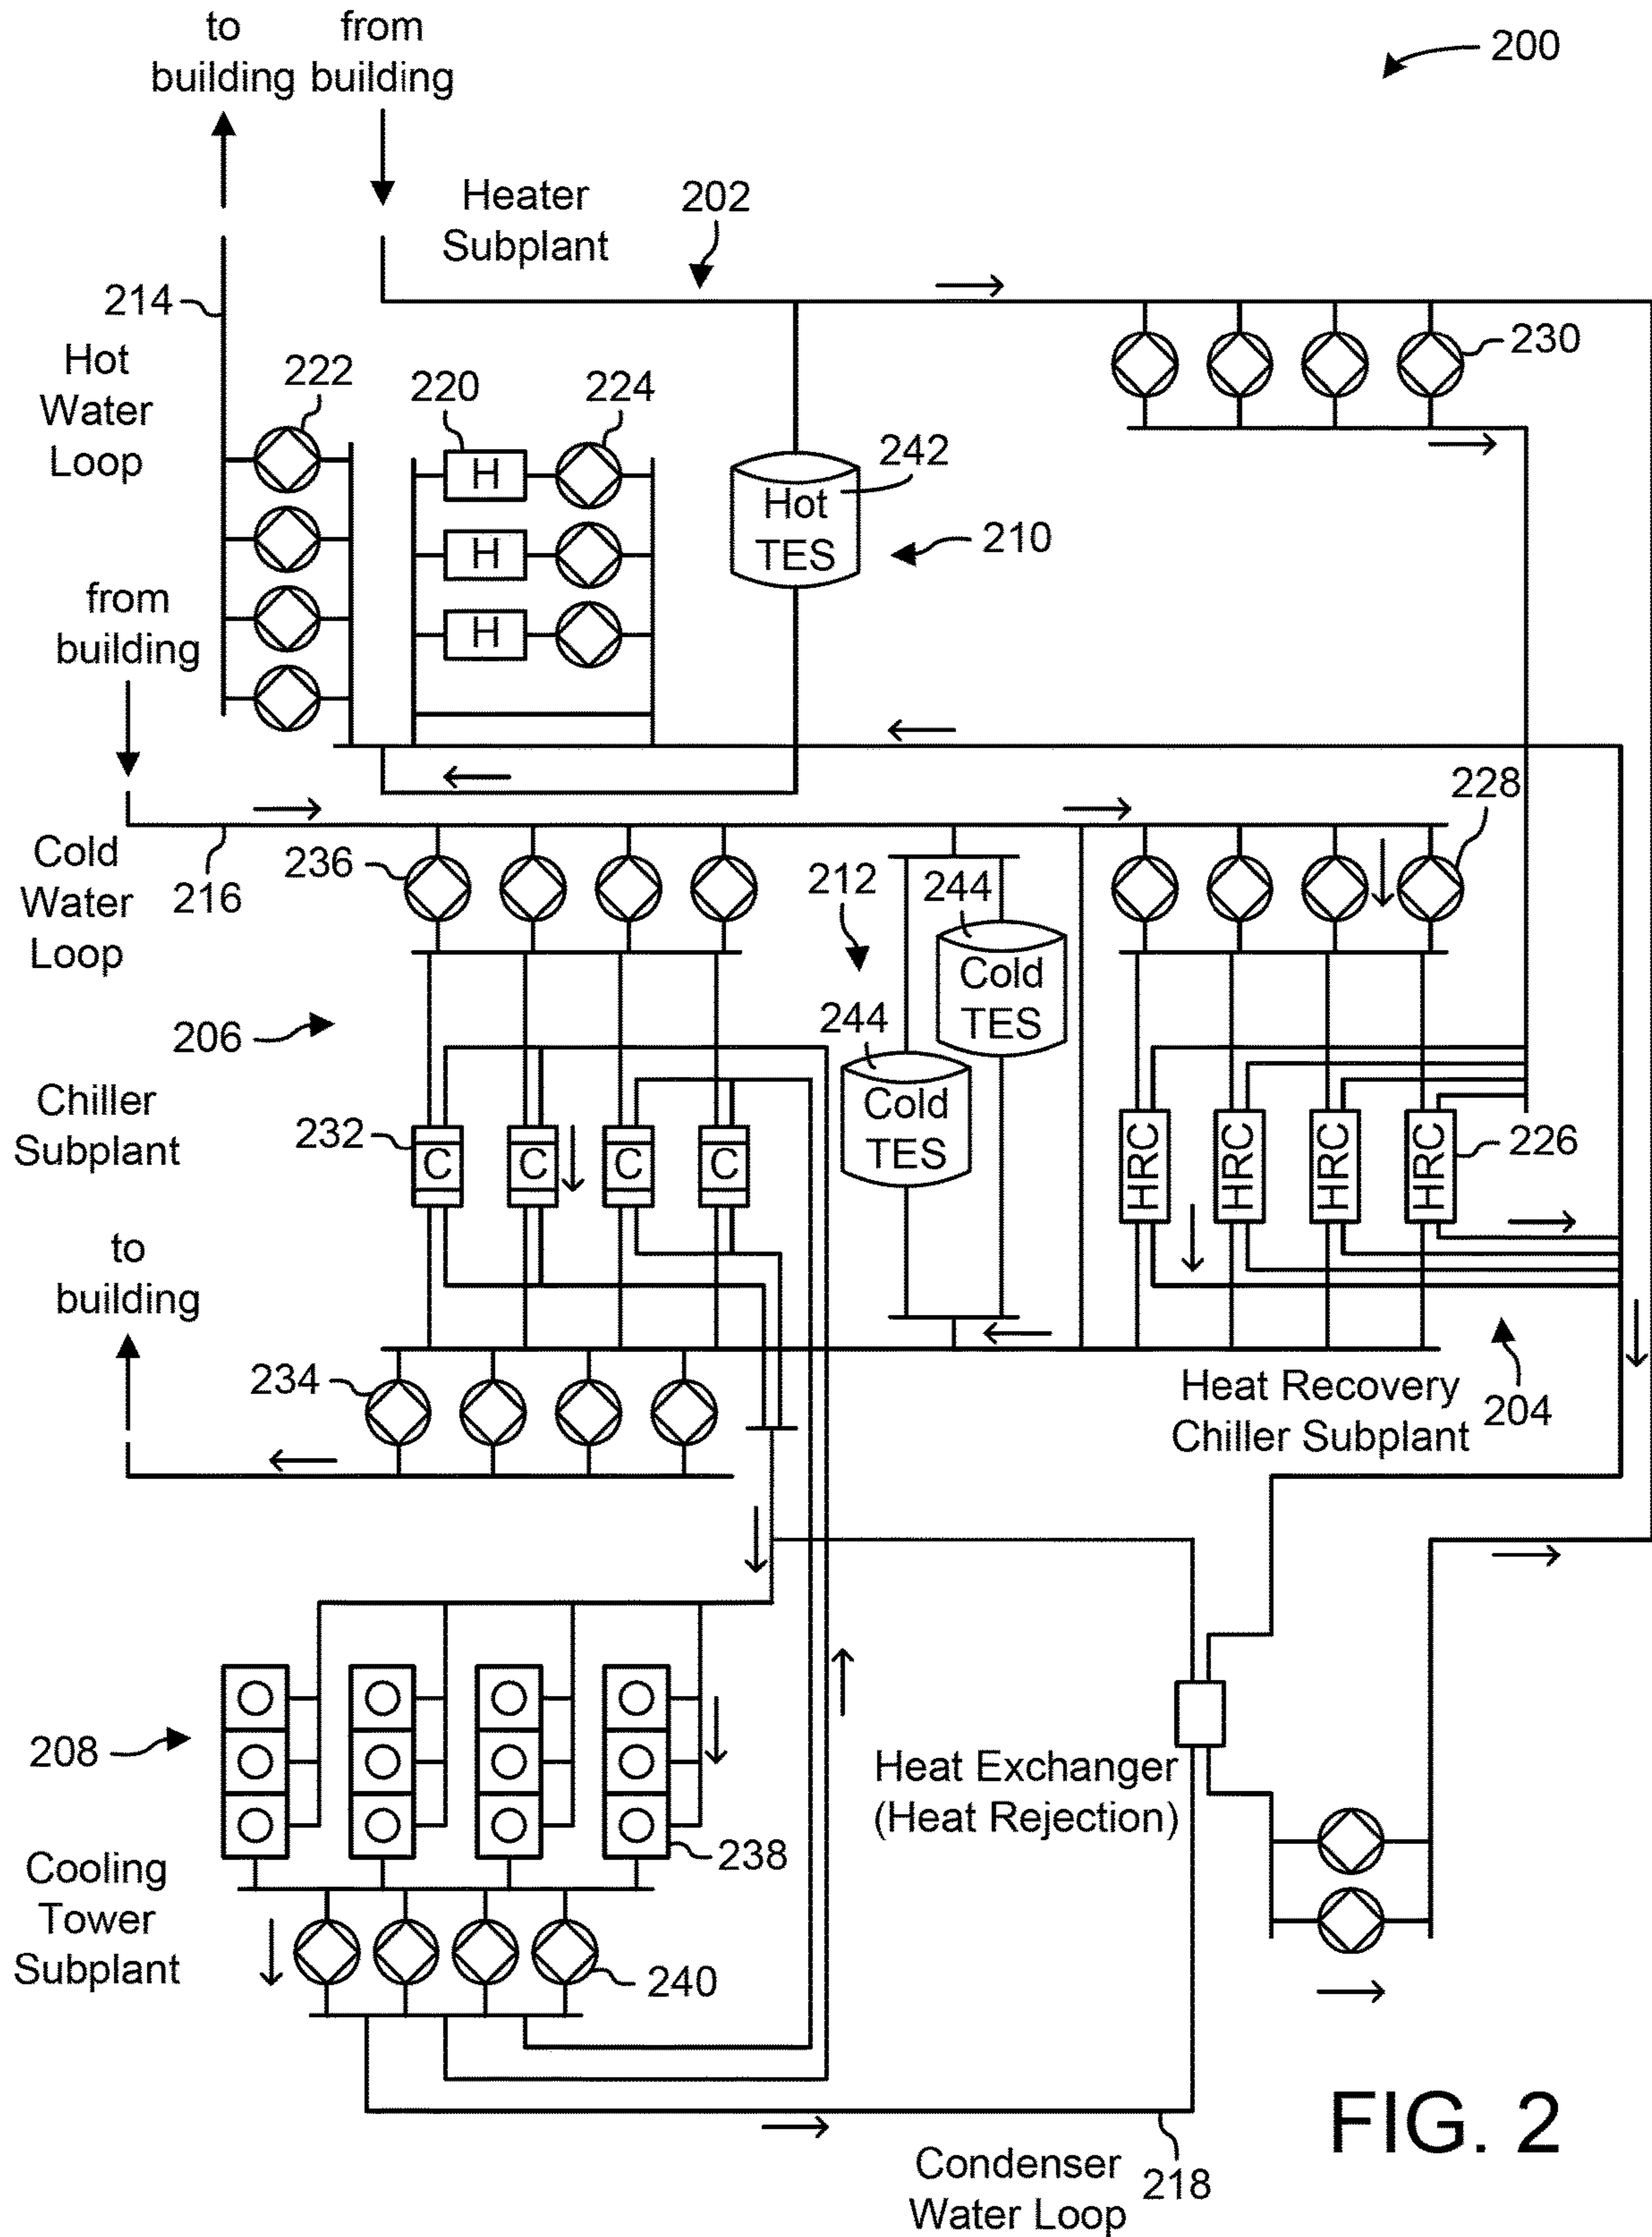 to from
building building
200
Heater
Subplant
202
214
Hot
Water
Loop
222
220
224
230
242
Hot
TES
210
H
H
H
from
building
228
Cold
Water
Loop
216
236
212
244
Cold
TES
244
Cold
TES
206
Chiller
Subplant
232
C
C
C
C
HRC
HRC
HRC
HRC
226
to
building
234
Heat Recovery
Chiller Subplant
204
208
Heat Exchanger
(Heat Rejection)
238
Cooling
Tower
Subplant
240
Condenser
Water Loop
218
FIG. 2